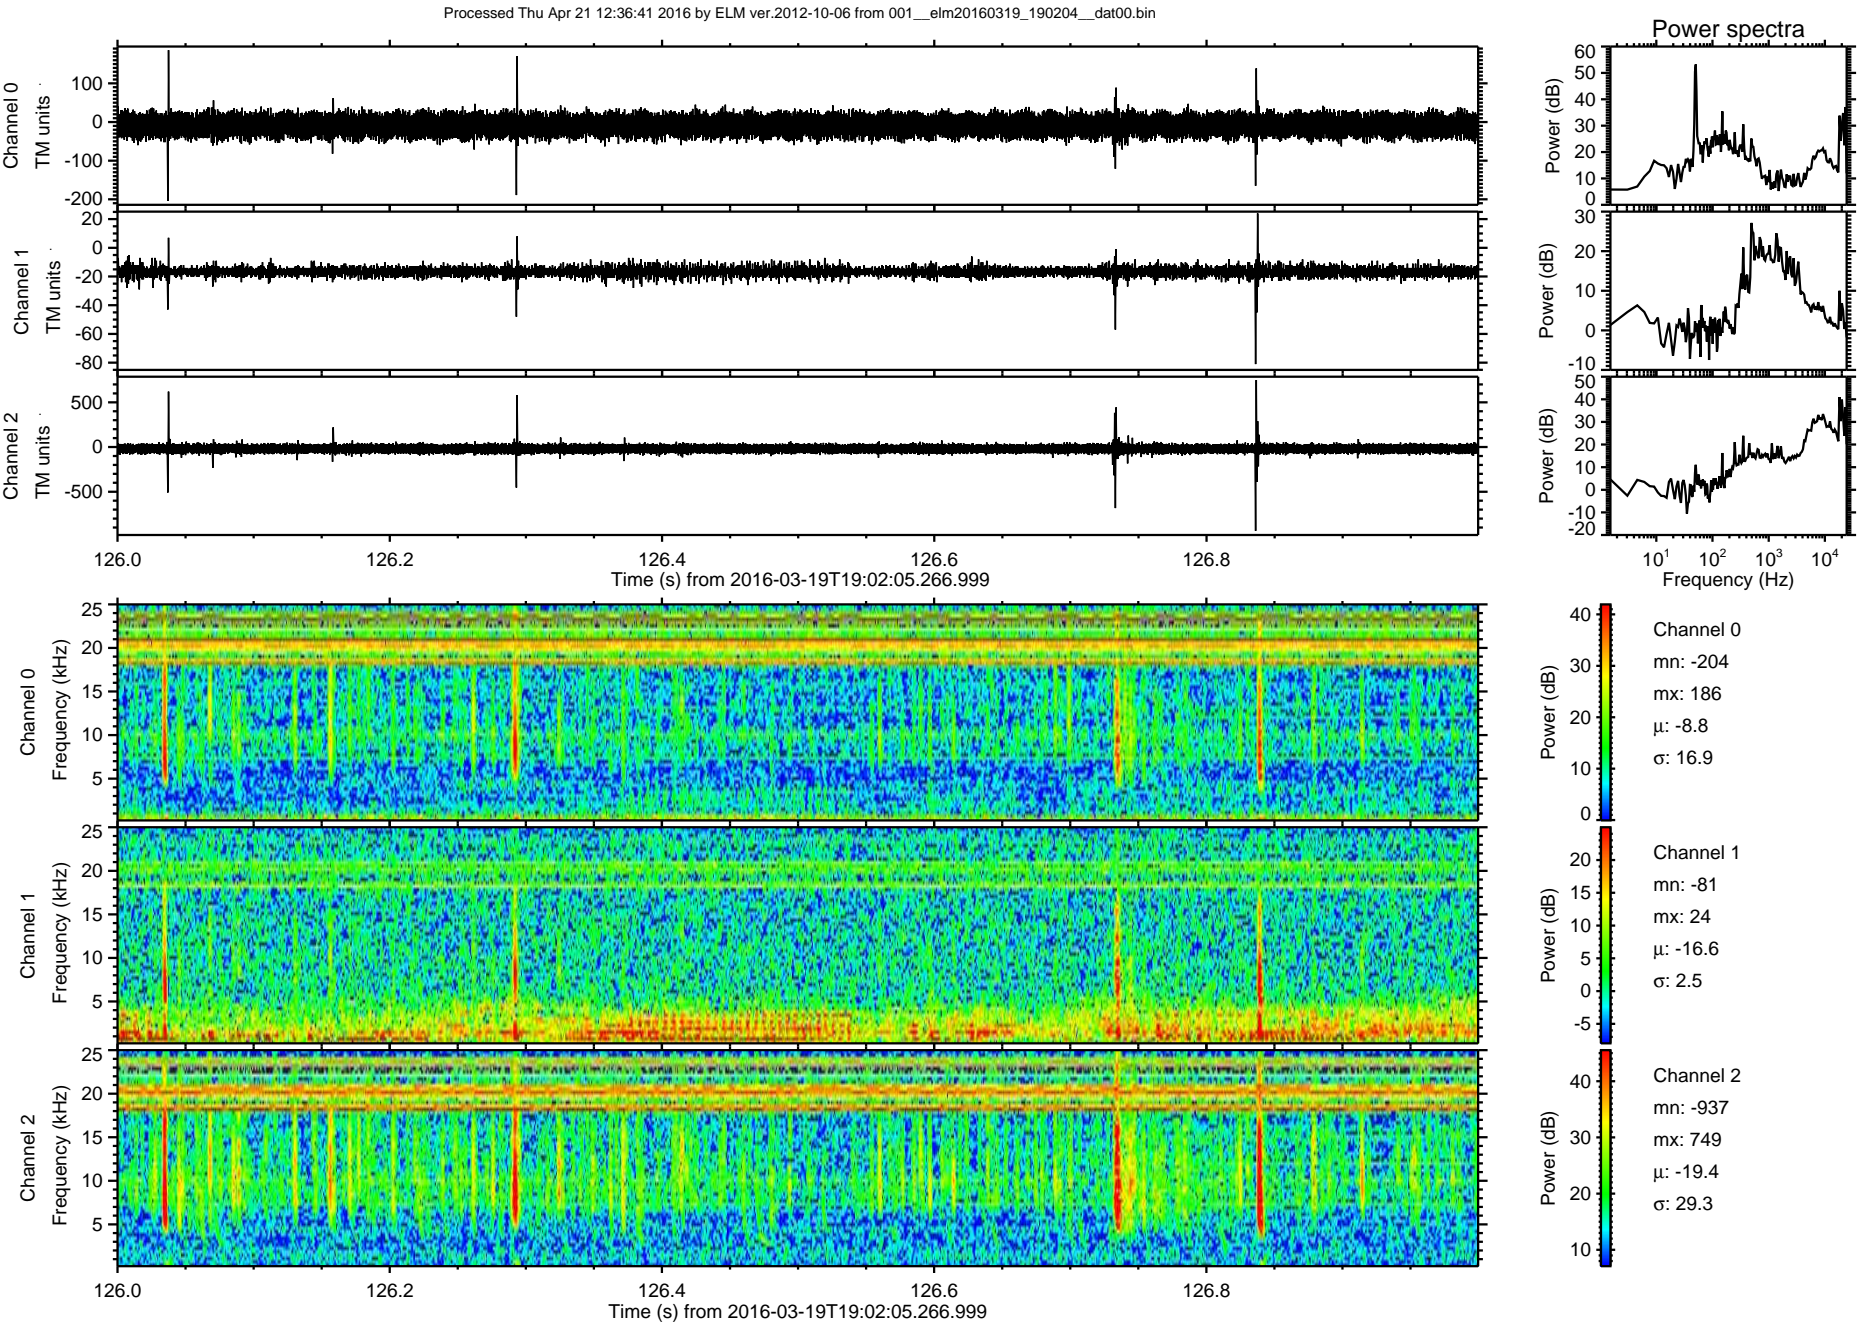 Processed Thu Apr 21 12:36:41 2016 by ELM ver.2012-10-06 from 001__elm20160319_190204__dat00.bin
Power spectra
Channel 0
TM units
100
0
-100
-200
Power (dB)
60
50
40
30
20
10
0
Channel 1
TM units
20
0
-20
-40
-60
-80
Power (dB)
30
20
10
0
-10
Channel 2
TM units
500
0
-500
Power (dB)
50
40
30
20
10
0
-10
-20
126.0 126.2 126.4 126.6 126.8
Time (s) from 2016-03-19T19:02:05.266.999
10^1 10^2 10^3 10^4
Frequency (Hz)
Channel 0
Frequency (kHz)
25
20
15
10
5
Power (dB)
40
30
20
10
0
Channel 0
mn: -204
mx: 186
μ: -8.8
σ: 16.9
Channel 1
Frequency (kHz)
25
20
15
10
5
Power (dB)
20
15
10
5
0
-5
Channel 1
mn: -81
mx: 24
μ: -16.6
σ: 2.5
Channel 2
Frequency (kHz)
25
20
15
10
5
Power (dB)
40
30
20
10
Channel 2
mn: -937
mx: 749
μ: -19.4
σ: 29.3
126.0 126.2 126.4 126.6 126.8
Time (s) from 2016-03-19T19:02:05.266.999